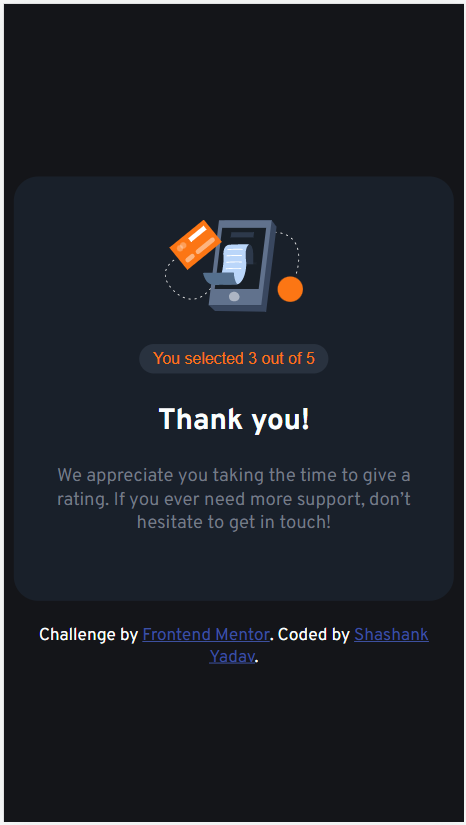 You selected 3 out of 5
Thank you!
We appreciate you taking the time to give a
rating. If you ever need more support, don’t
hesitate to get in touch!
Challenge by Frontend Mentor. Coded by Shashank
Yadav.